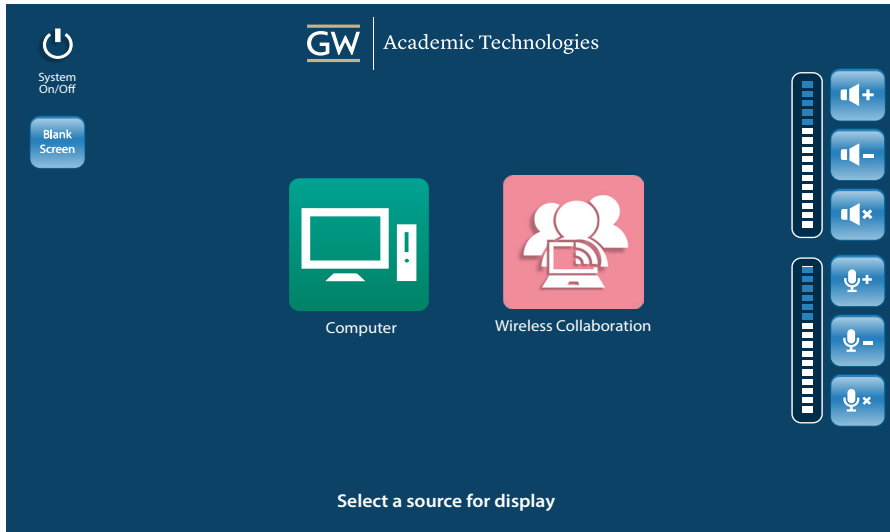 System
On/Off
GW Academic Technologies
Blank
Screen
Computer
Wireless Collaboration
Select a source for display